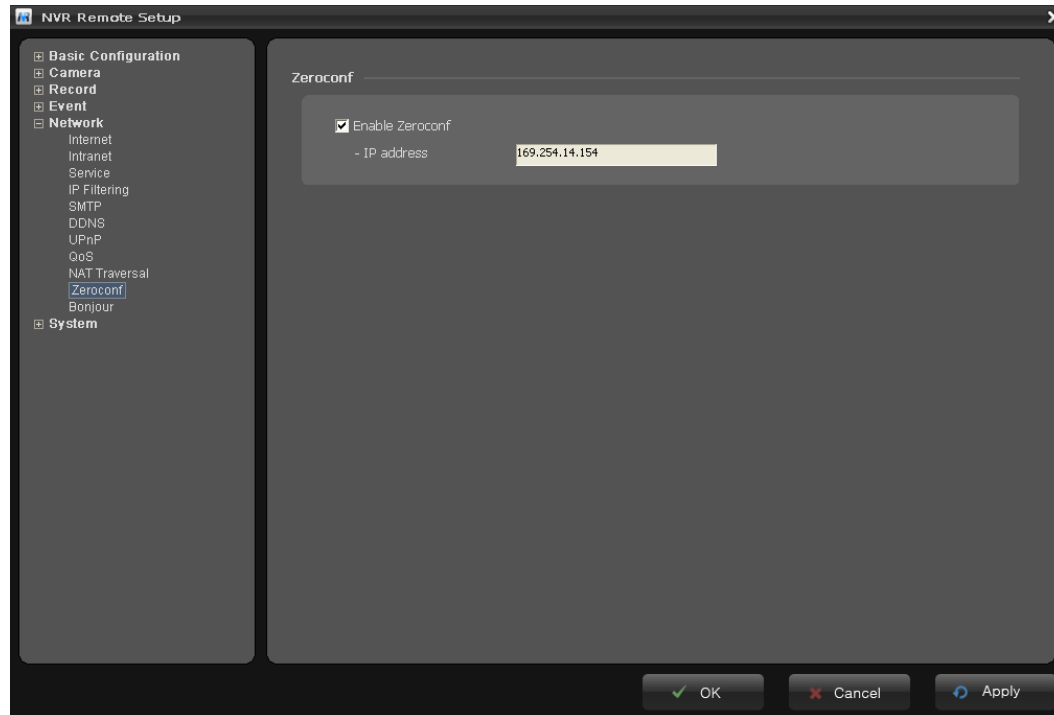 NVR Remote Setup
Basic Configuration
Camera
Record
Event
Network
Internet
Intranet
Service
IP Filtering
SMTP
DDNS
UPnP
QoS
NAT Traversal
Zeroconf
Bonjour
System
Zeroconf
Enable Zeroconf
- IP address 169.254.14.154
OK Cancel Apply